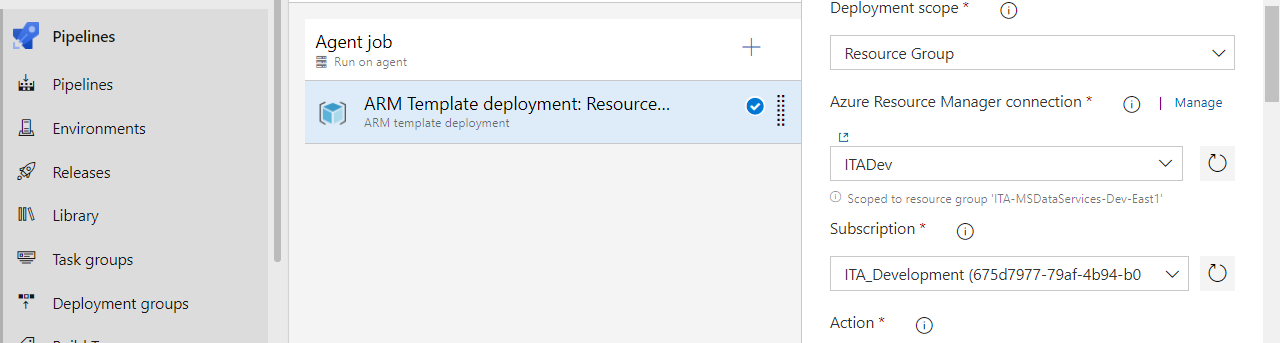 Pipelines
Pipelines
Environments
Releases
Library
Task groups
Deployment groups
Agent job
Run on agent
ARM Template deployment: Resource...
ARM template deployment
Deployment scope *
Resource Group
Azure Resource Manager connection * | Manage
ITADev
Scoped to resource group 'ITA-MSDataServices-Dev-East1'
Subscription *
ITA_Development (675d7977-79af-4b94-b0
Action *